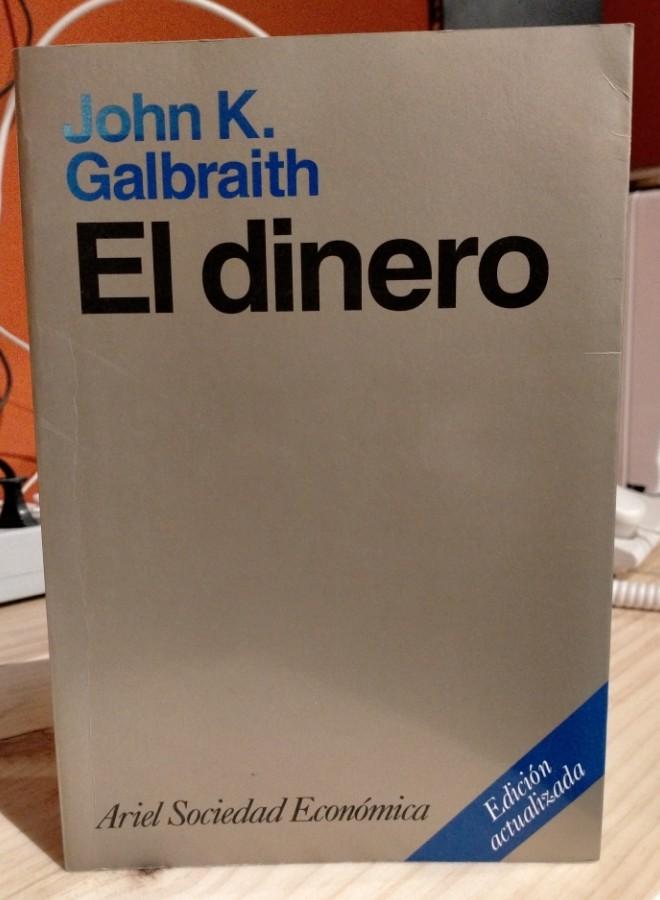 John K.
Galbraith
El dinero
Ariel Sociedad Económica
Edición
actualizada